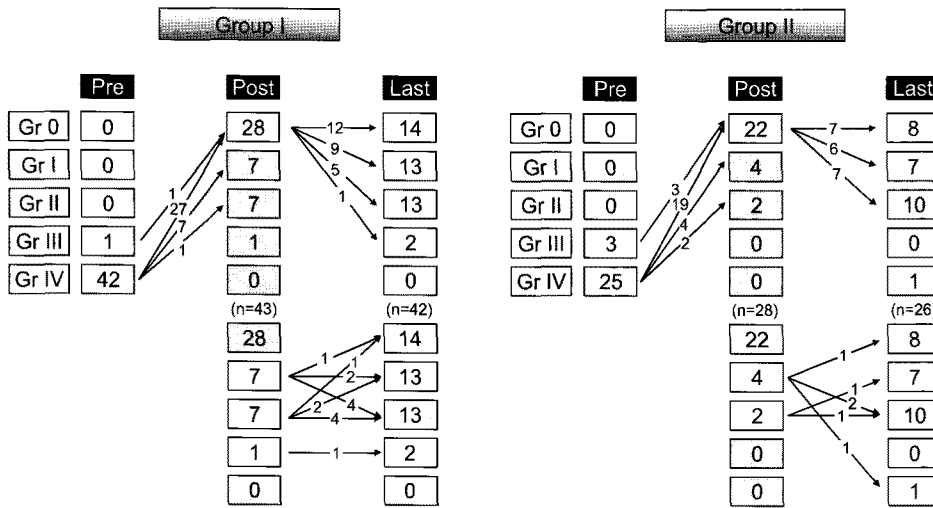 Group I Group II
Pre Post Last Pre Post Last
Gr 0 0 28 12 14 Gr 0 0 22 7 8
Gr I 0 7 9 13 Gr I 0 4 6 7
5 7
Gr II 0 7 1 13 Gr II 0 2 10
1 3
27 19
7 4
Gr III 1 1 1 2 Gr III 3 2 0 0
Gr IV 42 0 0 Gr IV 25 0 1
(n=43) (n=42) (n=28) (n=26)
28 14 22 8
1 1 1
7 2 13 4 1 7
2 4 2
7 4 13 2 1 10
1 1 2 0 1 0
0 0 0 1